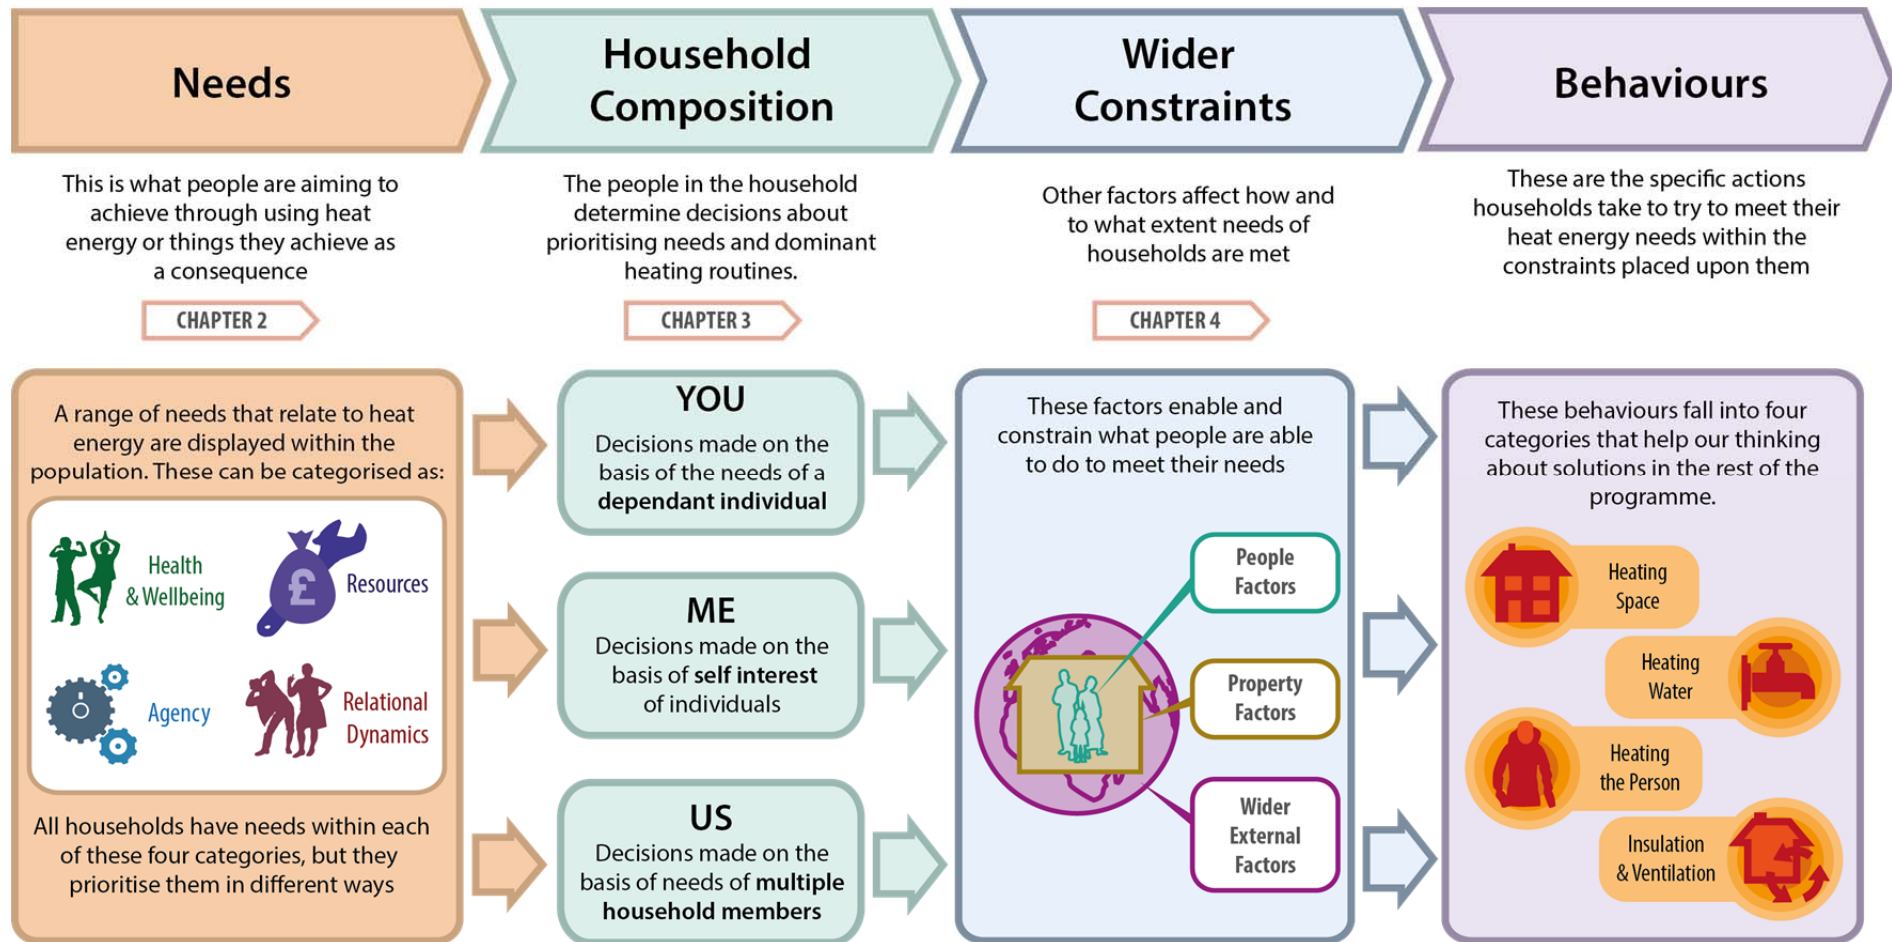 Needs
Household
Composition
Wider
Constraints
Behaviours
This is what people are aiming to
achieve through using heat
energy or things they achieve as
a consequence
The people in the household
determine decisions about
prioritising needs and dominant
heating routines.
Other factors affect how and
to what extent needs of
households are met
These are the specific actions
households take to try to meet their
heat energy needs within the
constraints placed upon them
CHAPTER 2
CHAPTER 3
CHAPTER 4
A range of needs that relate to heat
energy are displayed within the
population. These can be categorised as:
Health
& Wellbeing
£
Resources
Agency
Relational
Dynamics
All households have needs within each
of these four categories, but they
prioritise them in different ways
YOU
Decisions made on the
basis of the needs of a
dependant individual
ME
Decisions made on the
basis of self interest
of individuals
US
Decisions made on the
basis of needs of multiple
household members
These factors enable and
constrain what people are able
to do to meet their needs
People
Factors
Property
Factors
Wider
External
Factors
These behaviours fall into four
categories that help our thinking
about solutions in the rest of the
programme.
Heating
Space
Heating
Water
Heating
the Person
Insulation
& Ventilation